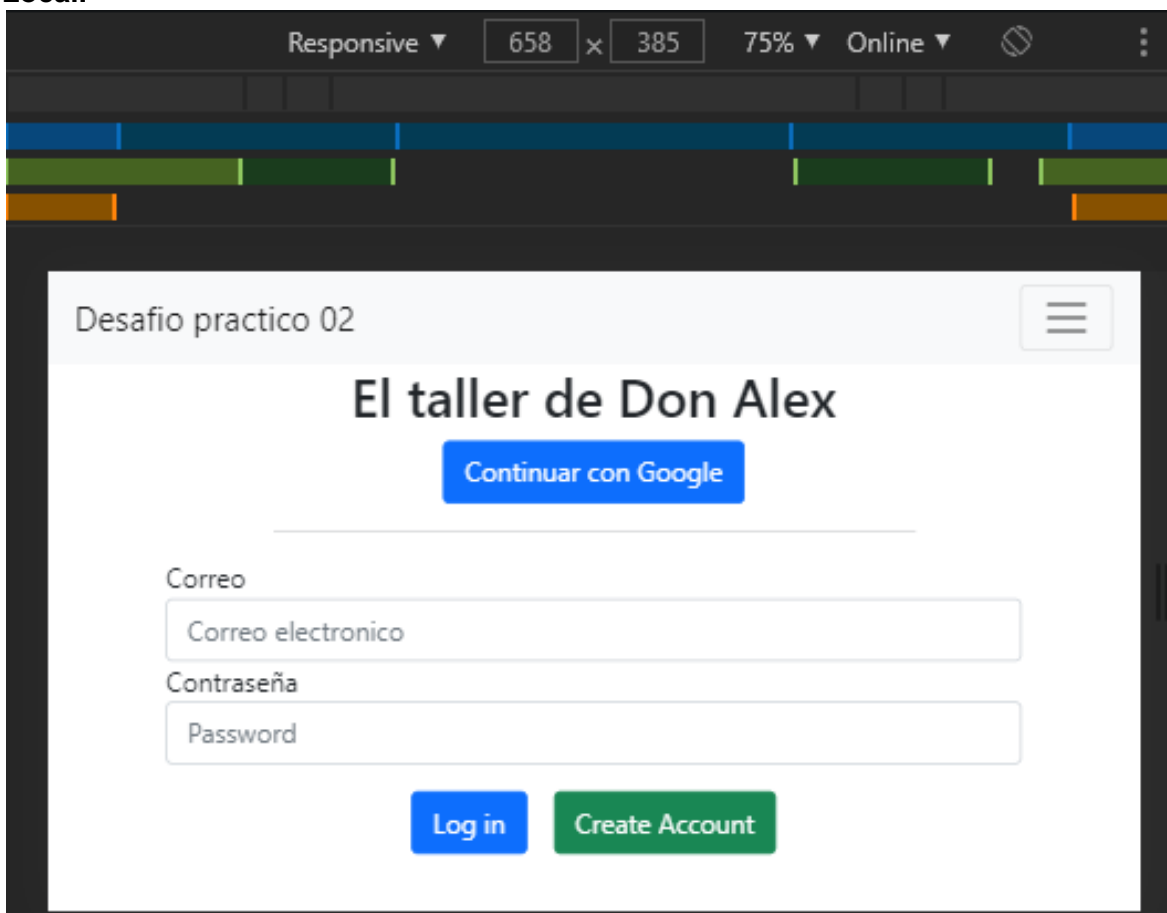 Responsive ▼ 658 × 385 75% ▼ Online ▼
Desafio practico 02
El taller de Don Alex
Continuar con Google
Correo
Correo electronico
Contraseña
Password
Log in Create Account